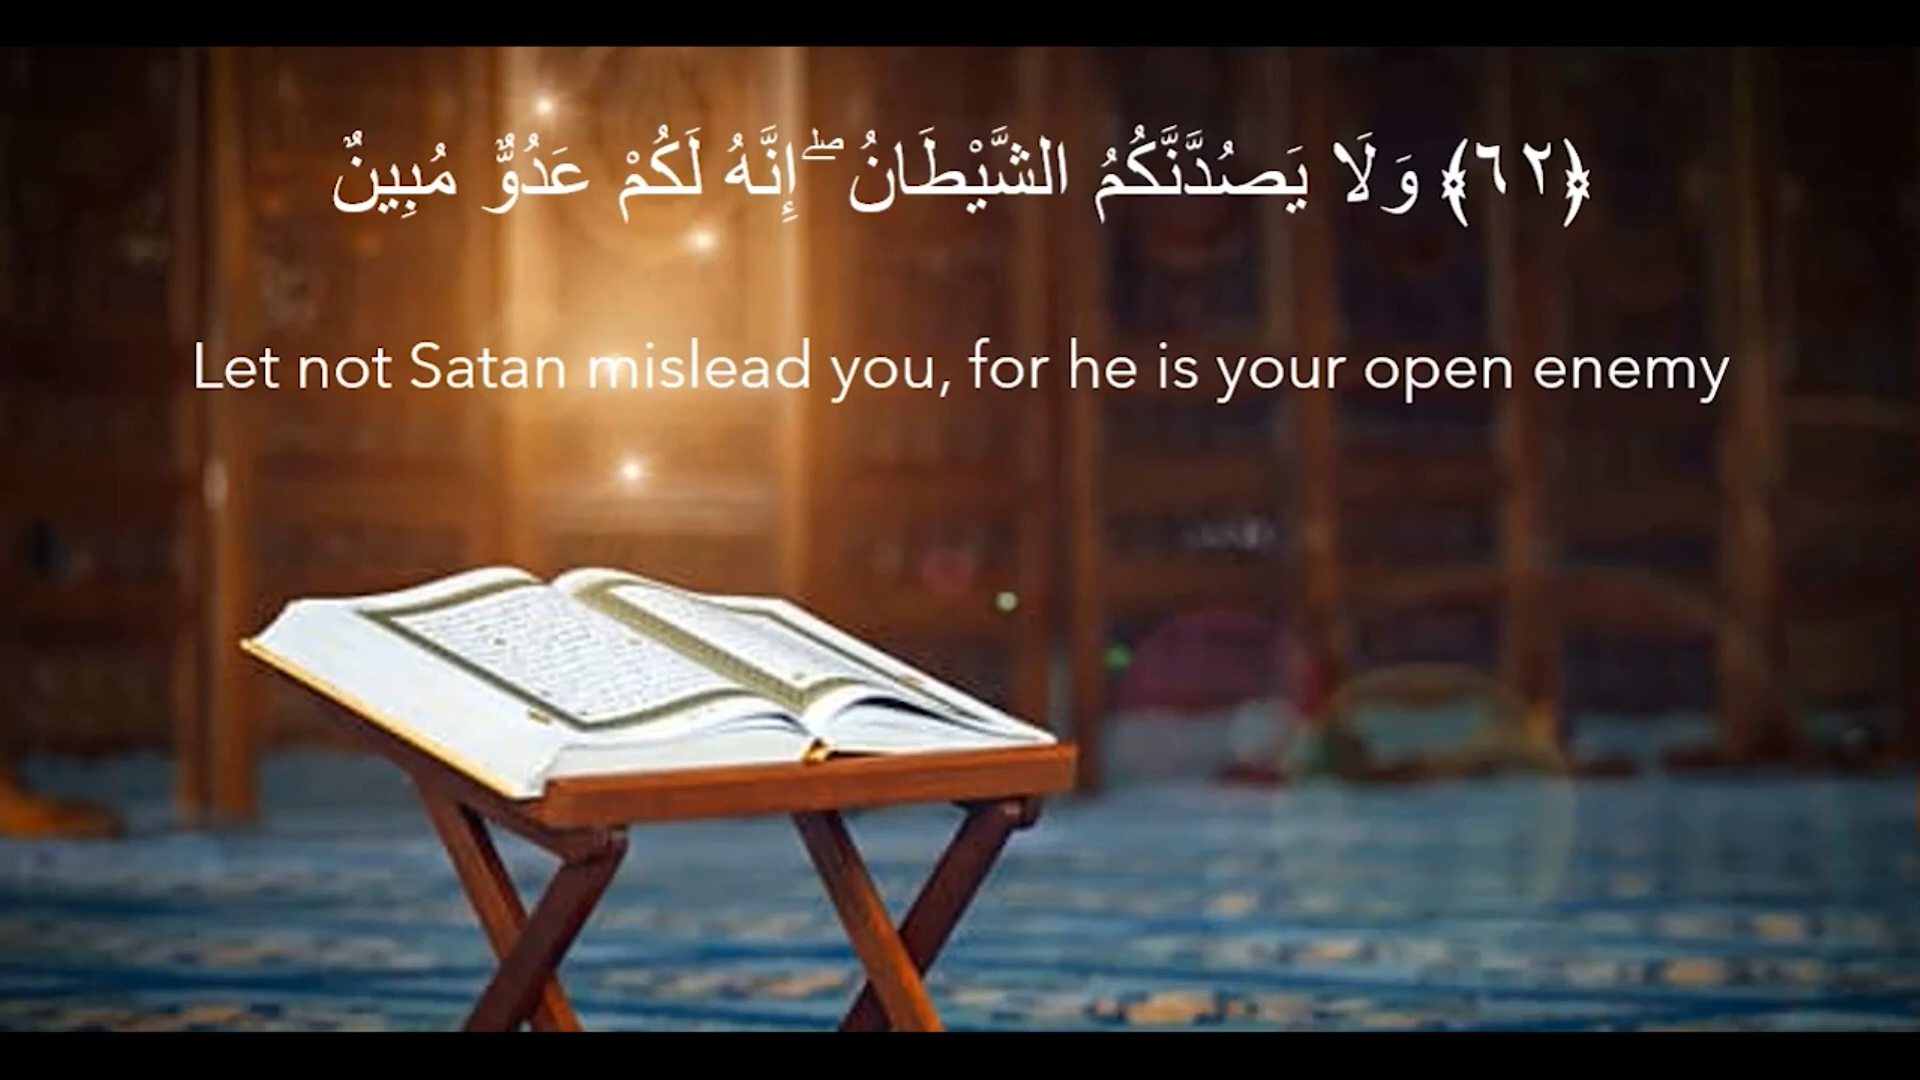 ﴿٦٢﴾ وَلَا يَصُدَّنَّكُمُ الشَّيْطَانُ ۖ إِنَّهُ لَكُمْ عَدُوٌّ مُبِينٌ
Let not Satan mislead you, for he is your open enemy